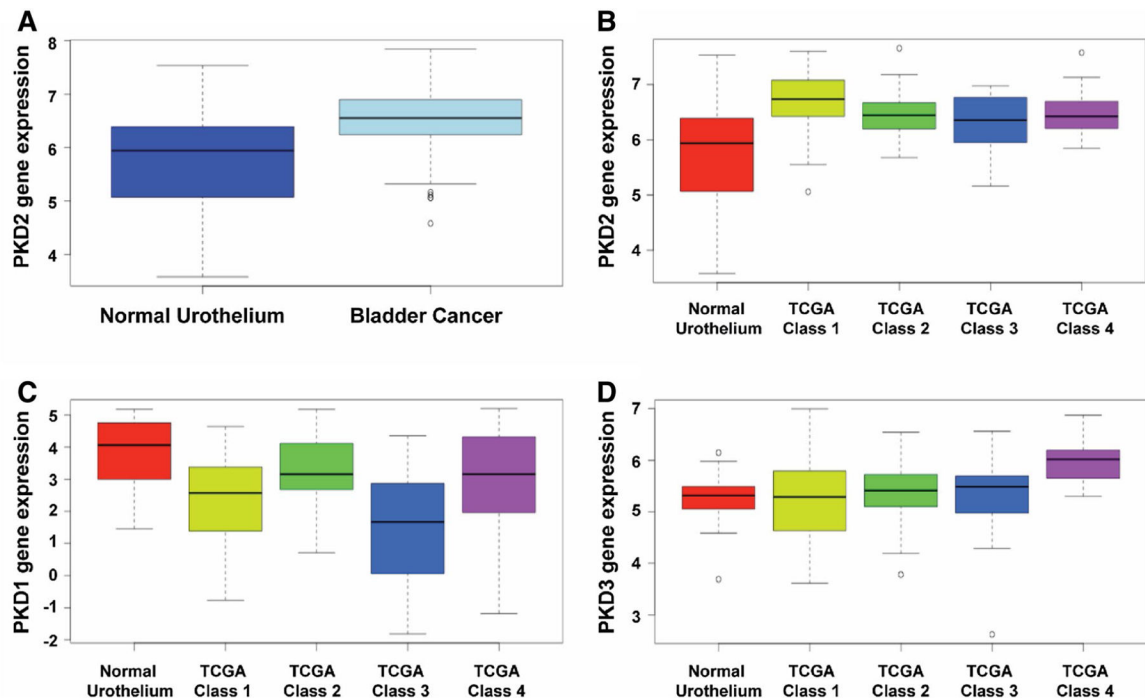 A
PKD2 gene expression
8
7
6
5
4
Normal Urothelium
Bladder Cancer
B
PKD2 gene expression
7
6
5
4
Normal
Urothelium
TCGA
Class 1
TCGA
Class 2
TCGA
Class 3
TCGA
Class 4
C
PKD1 gene expression
5
4
3
2
1
0
-1
-2
Normal
Urothelium
TCGA
Class 1
TCGA
Class 2
TCGA
Class 3
TCGA
Class 4
D
PKD3 gene expression
7
6
5
4
3
Normal
Urothelium
TCGA
Class 1
TCGA
Class 2
TCGA
Class 3
TCGA
Class 4